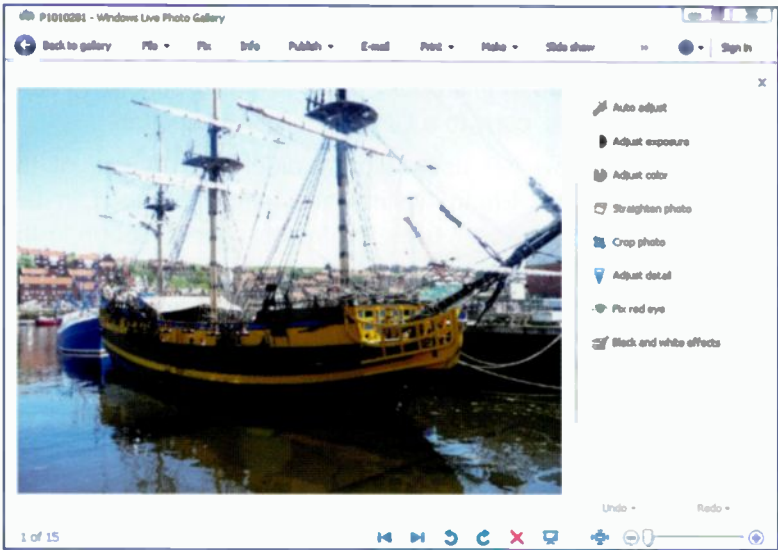 P1010281 - Windows Live Photo Gallery
Back to gallery File Fix Info Publish E-mail Print Make Slide show » Sign in
x
Auto adjust
Adjust exposure
Adjust color
Straighten photo
Crop photo
Adjust detail
Fix red eye
Black and white effects
Undo Redo
1 of 15